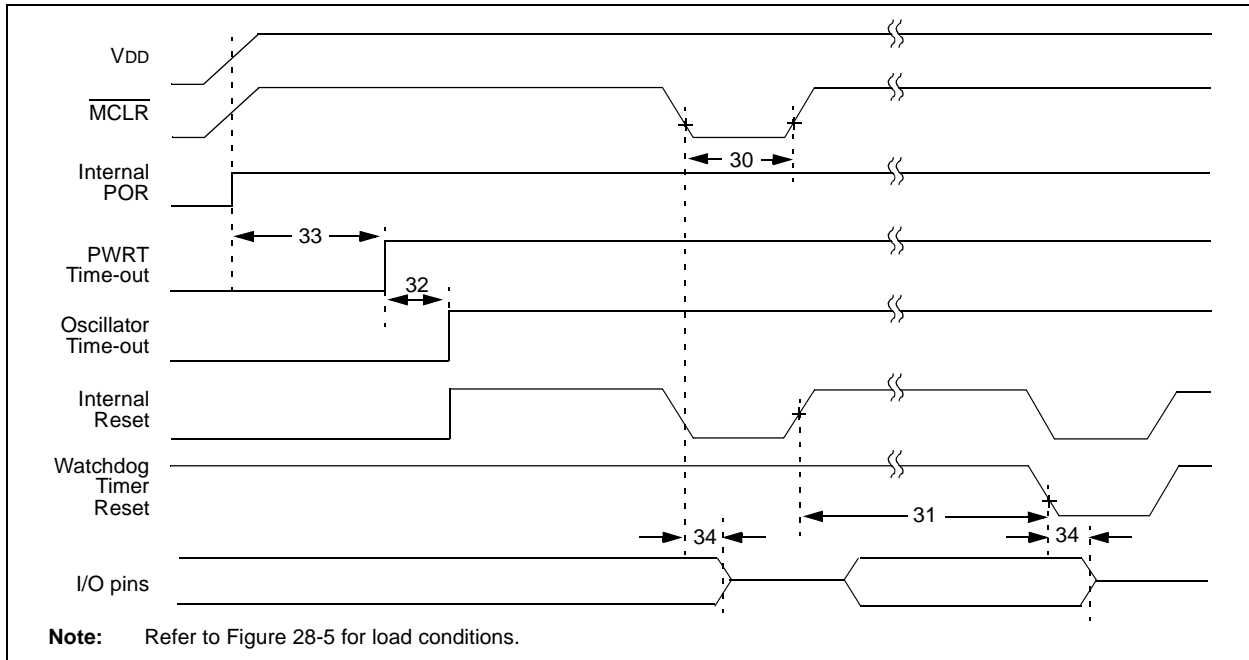 VDD
MCLR
30
Internal
POR
33
PWRT
Time-out
32
Oscillator
Time-out
Internal
Reset
Watchdog
Timer
Reset
31
34
34
I/O pins
Note: Refer to Figure 28-5 for load conditions.